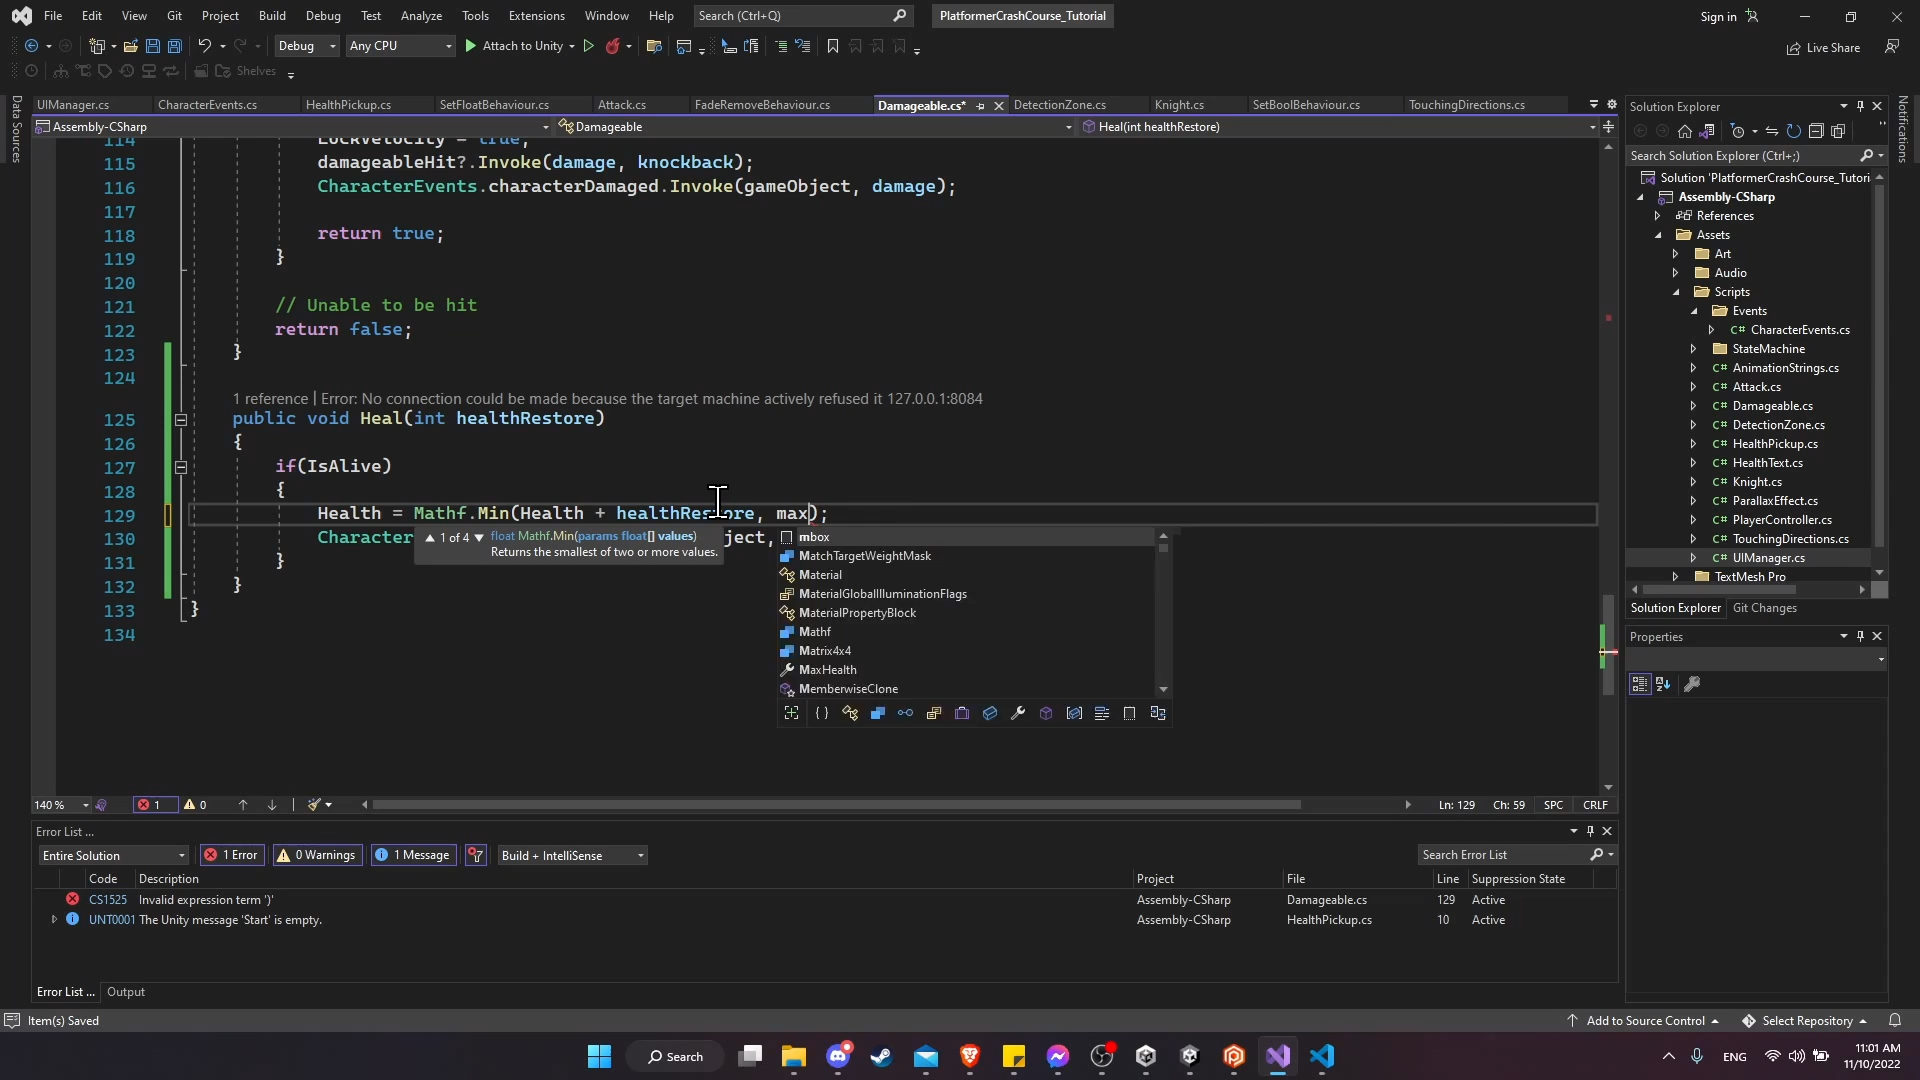 File Edit View Git Project Build Debug Test Analyze Tools Extensions Window Help Search (Ctrl+Q) PlatformerCrashCourse_Tutorial Sign in
Debug Any CPU Attach to Unity Live Share
Shelves
UIManager.cs CharacterEvents.cs HealthPickup.cs SetFloatBehaviour.cs Attack.cs FadeRemoveBehaviour.cs Damageable.cs* DetectionZone.cs Knight.cs SetBoolBehaviour.cs TouchingDirections.cs
Assembly-CSharp Damageable Heal(int healthRestore)
Data Sources
114 LockVelocity = true;
115 damageableHit?.Invoke(damage, knockback);
116 CharacterEvents.characterDamaged.Invoke(gameObject, damage);
117
118 return true;
119 }
120
121 // Unable to be hit
122 return false;
123 }
124
1 reference | Error: No connection could be made because the target machine actively refused it 127.0.0.1:8084
125 public void Heal(int healthRestore)
126 {
127 if(IsAlive)
128 {
129 Health = Mathf.Min(Health + healthRestore, max);
130 Character ject,
131 }
132 }
133 }
134
1 of 4 float Mathf.Min(params float[] values)
Returns the smallest of two or more values.
mbox
MatchTargetWeightMask
Material
MaterialGlobalIlluminationFlags
MaterialPropertyBlock
Mathf
Matrix4x4
MaxHealth
MemberwiseClone
140 % 1 0 Ln: 129 Ch: 59 SPC CRLF
Error List ...
Entire Solution 1 Error 0 Warnings 1 Message Build + IntelliSense Search Error List
Code Description Project File Line Suppression State
CS1525 Invalid expression term ')' Assembly-CSharp Damageable.cs 129 Active
UNT0001 The Unity message 'Start' is empty. Assembly-CSharp HealthPickup.cs 10 Active
Error List ... Output
Solution Explorer
Search Solution Explorer (Ctrl+;)
Solution 'PlatformerCrashCourse_Tutori
Assembly-CSharp
References
Assets
Art
Audio
Scripts
Events
CharacterEvents.cs
StateMachine
AnimationStrings.cs
Attack.cs
Damageable.cs
DetectionZone.cs
HealthPickup.cs
HealthText.cs
Knight.cs
ParallaxEffect.cs
PlayerController.cs
TouchingDirections.cs
UIManager.cs
TextMesh Pro
Solution Explorer Git Changes
Properties
Notifications
Item(s) Saved Add to Source Control Select Repository
Search ENG 11:01 AM
11/10/2022